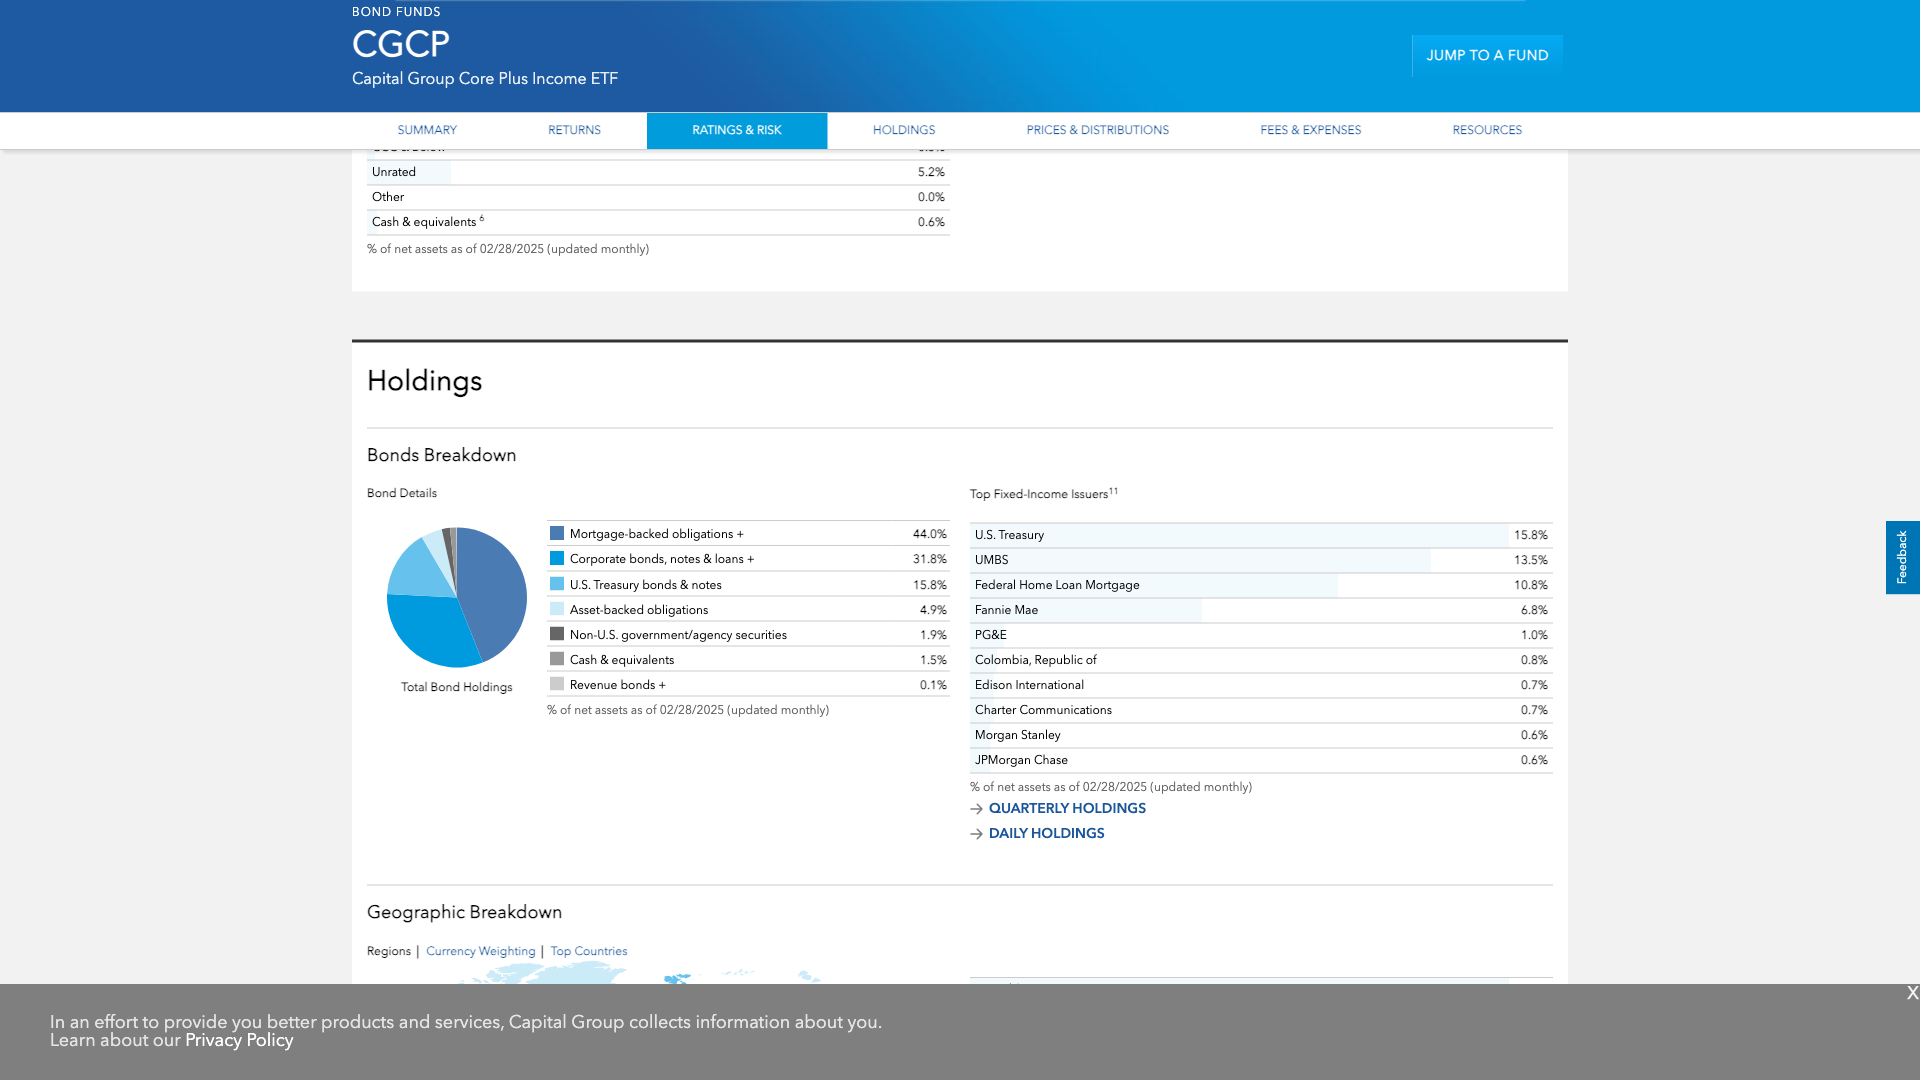 BOND FUNDS
CGCP
Capital Group Core Plus Income ETF
JUMP TO A FUND
SUMMARY RETURNS RATINGS & RISK HOLDINGS PRICES & DISTRIBUTIONS FEES & EXPENSES RESOURCES
Unrated 5.2%
Other 0.0%
Cash & equivalents 6 0.6%
% of net assets as of 02/28/2025 (updated monthly)
Holdings
Bonds Breakdown
Bond Details
Total Bond Holdings
Mortgage-backed obligations + 44.0%
Corporate bonds, notes & loans + 31.8%
U.S. Treasury bonds & notes 15.8%
Asset-backed obligations 4.9%
Non-U.S. government/agency securities 1.9%
Cash & equivalents 1.5%
Revenue bonds + 0.1%
% of net assets as of 02/28/2025 (updated monthly)
Top Fixed-Income Issuers11
U.S. Treasury 15.8%
UMBS 13.5%
Federal Home Loan Mortgage 10.8%
Fannie Mae 6.8%
PG&E 1.0%
Colombia, Republic of 0.8%
Edison International 0.7%
Charter Communications 0.7%
Morgan Stanley 0.6%
JPMorgan Chase 0.6%
% of net assets as of 02/28/2025 (updated monthly)
→ QUARTERLY HOLDINGS
→ DAILY HOLDINGS
Feedback
Geographic Breakdown
Regions | Currency Weighting | Top Countries
X
In an effort to provide you better products and services, Capital Group collects information about you.
Learn about our Privacy Policy